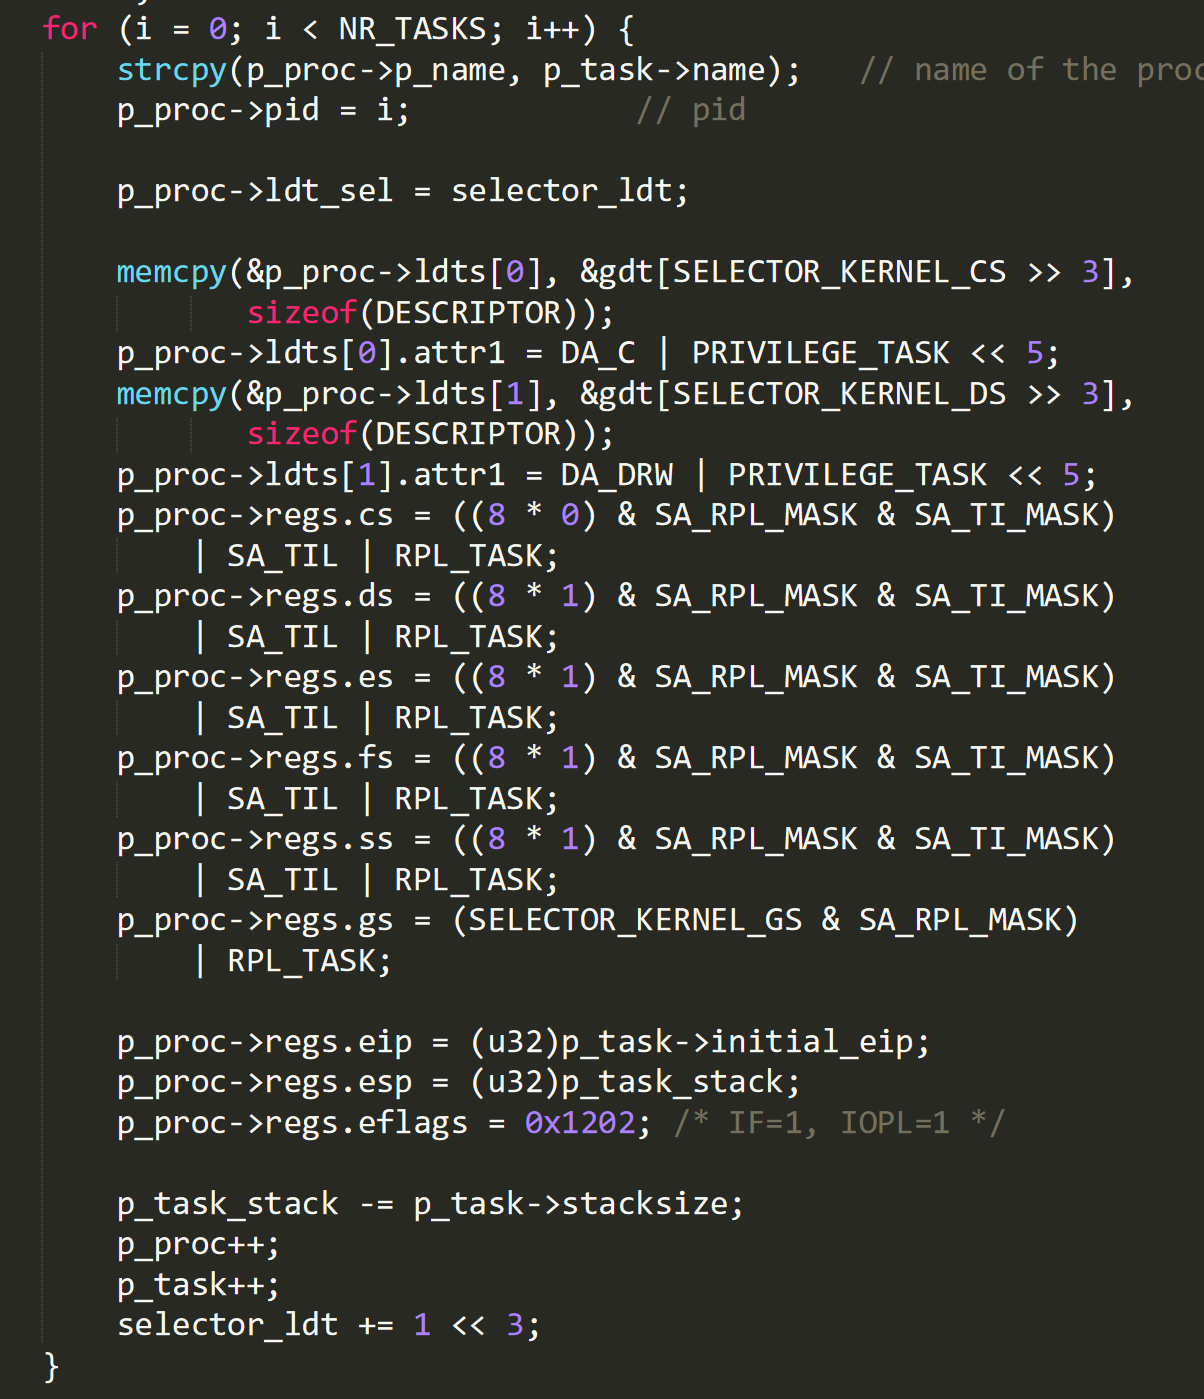 for (i = 0; i < NR_TASKS; i++) {
strcpy(p_proc->p_name, p_task->name);   // name of the
p_proc->pid = i;            // pid
p_proc->ldt_sel = selector_ldt;
memcpy(&p_proc->ldts[0], &gdt[SELECTOR_KERNEL_CS >> 3],
sizeof(DESCRIPTOR));
p_proc->ldts[0].attr1 = DA_C | PRIVILEGE_TASK << 5;
memcpy(&p_proc->ldts[1], &gdt[SELECTOR_KERNEL_DS >> 3],
sizeof(DESCRIPTOR));
p_proc->ldts[1].attr1 = DA_DRW | PRIVILEGE_TASK << 5;
p_proc->regs.cs = ((8 * 0) & SA_RPL_MASK & SA_TI_MASK)
| SA_TIL | RPL_TASK;
p_proc->regs.ds = ((8 * 1) & SA_RPL_MASK & SA_TI_MASK)
| SA_TIL | RPL_TASK;
p_proc->regs.es = ((8 * 1) & SA_RPL_MASK & SA_TI_MASK)
| SA_TIL | RPL_TASK;
p_proc->regs.fs = ((8 * 1) & SA_RPL_MASK & SA_TI_MASK)
| SA_TIL | RPL_TASK;
p_proc->regs.ss = ((8 * 1) & SA_RPL_MASK & SA_TI_MASK)
| SA_TIL | RPL_TASK;
p_proc->regs.gs = (SELECTOR_KERNEL_GS & SA_RPL_MASK)
| RPL_TASK;
p_proc->regs.eip = (u32)p_task->initial_eip;
p_proc->regs.esp = (u32)p_task_stack;
p_proc->regs.eflags = 0x1202; /* IF=1, IOPL=1 */
p_task_stack -= p_task->stacksize;
p_proc++;
p_task++;
selector_ldt += 1 << 3;
}